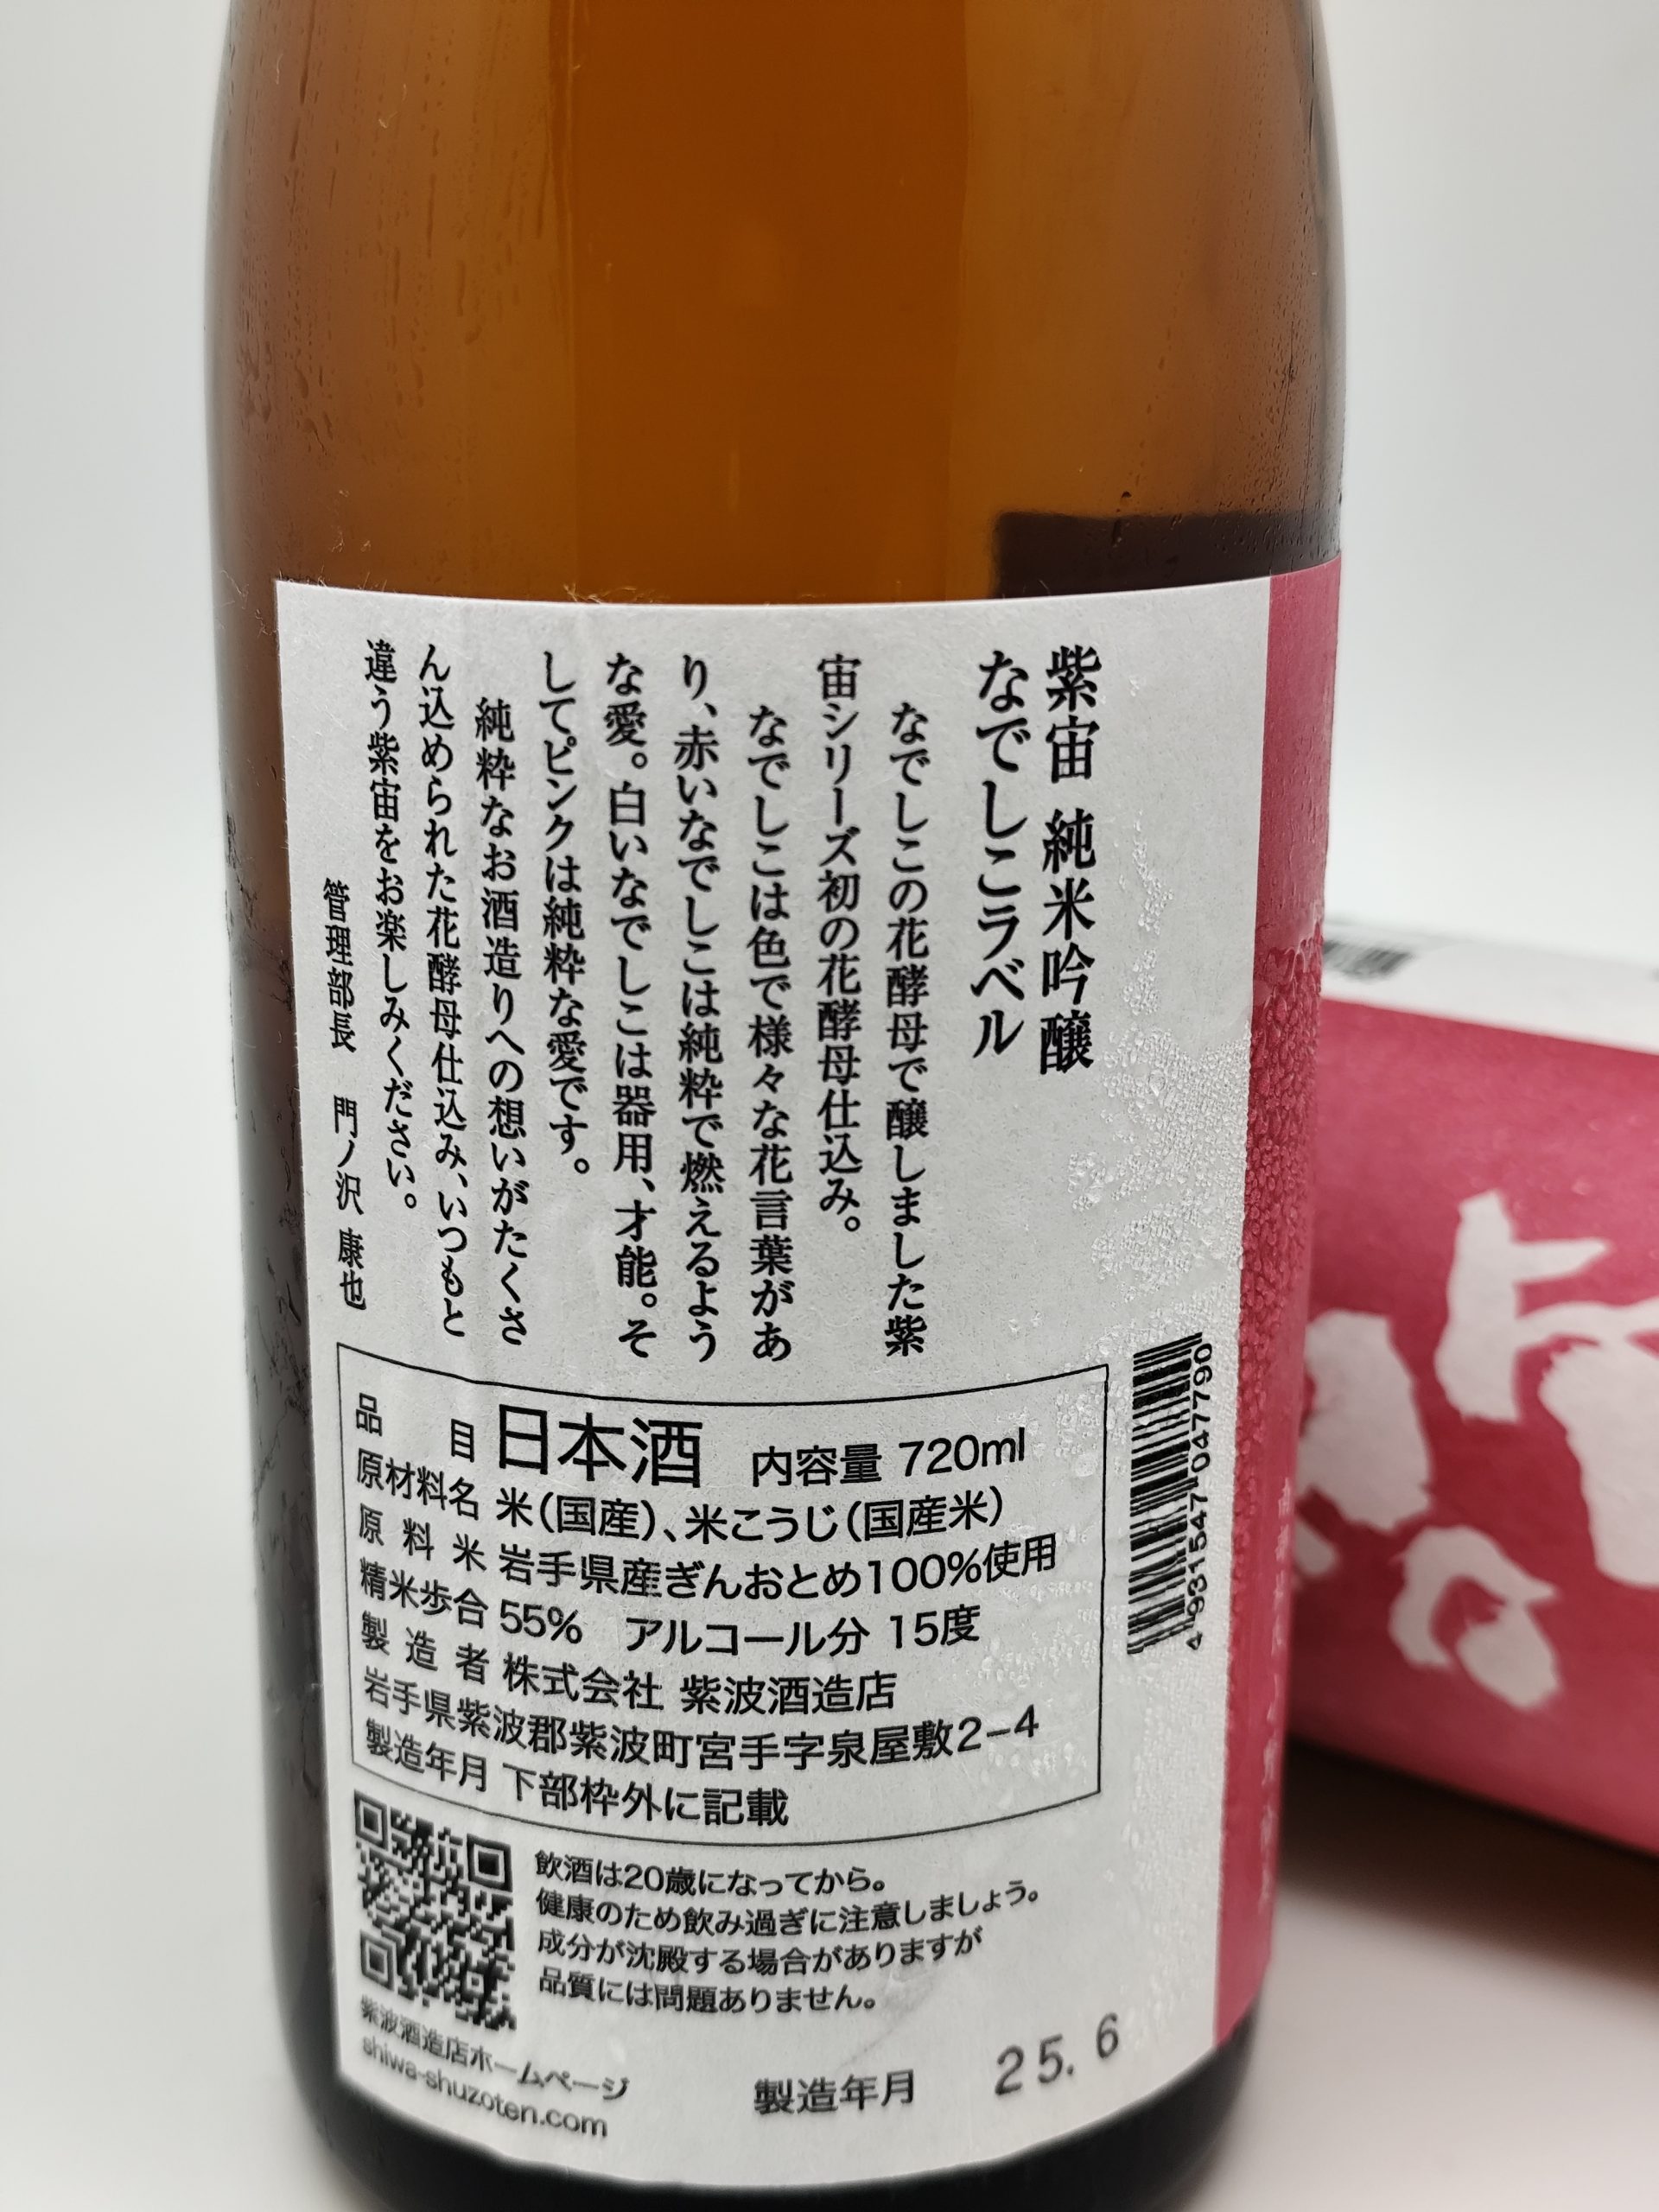 紫宙 純米吟醸
なでしこラベル
なでしこの花酵母で醸しました紫
宙シリーズ初の花酵母仕込み。
なでしこは色で様々な花言葉があ
り、赤いなでしこは純粋で燃えるよう
な愛。白いなでしこは器用、才能。そ
して。ピンクは純粋な愛です。
純粋なお酒造りへの想いがたくさ
ん込められた花酵母仕込み、いつもと
違う紫宙をお楽しみください。
管理部長 門ノ沢 康也
品目 日本酒 内容量 720ml
原材料名 米（国産）、米こうじ（国産米）
原料米 岩手県産ぎんおとめ100%使用
精米歩合 55% アルコール分 15度
製造者 株式会社 紫波酒造店
岩手県紫波郡紫波町宮手字泉屋敷2-4
製造年月 下部枠外に記載
4 931547 047790
飲酒は20歳になってから。
健康のため飲み過ぎに注意しましょう。
成分が沈殿する場合がありますが
品質には問題ありません。
紫波酒造店ホームページ
shiwa-shuzoten.com
製造年月 25.6